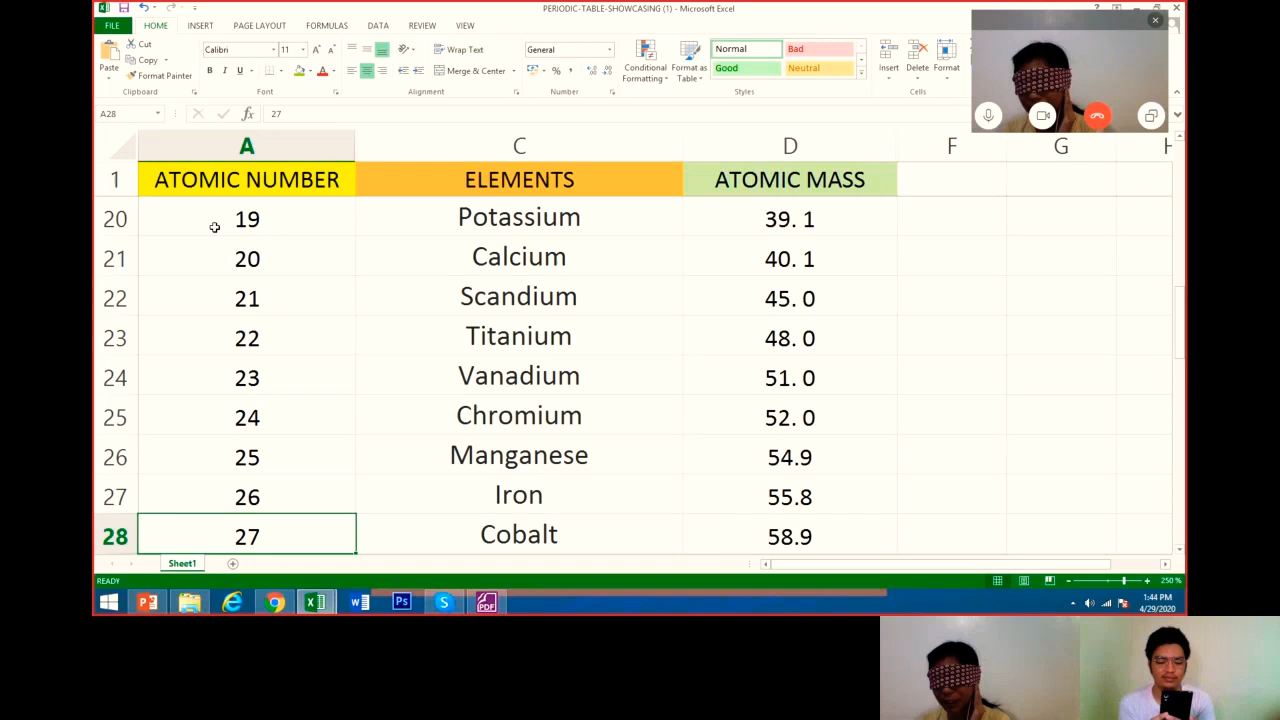 PERIODIC-TABLE-SHOWCASING (1) - Microsoft Excel
FILE HOME INSERT PAGE LAYOUT FORMULAS DATA REVIEW VIEW
Cut
Copy
Format Painter
Paste
Clipboard
Calibri 11
B I U
Font
Wrap Text
Merge & Center
Alignment
General
Number
Conditional Formatting
Format as Table
Normal Bad
Good Neutral
Styles
Insert Delete Format
Cells
A28 fx 27
A C D F G H
1 ATOMIC NUMBER ELEMENTS ATOMIC MASS
20 19 Potassium 39. 1
21 20 Calcium 40. 1
22 21 Scandium 45. 0
23 22 Titanium 48. 0
24 23 Vanadium 51. 0
25 24 Chromium 52. 0
26 25 Manganese 54.9
27 26 Iron 55.8
28 27 Cobalt 58.9
Sheet1
READY 250 %
1:44 PM
4/29/2020